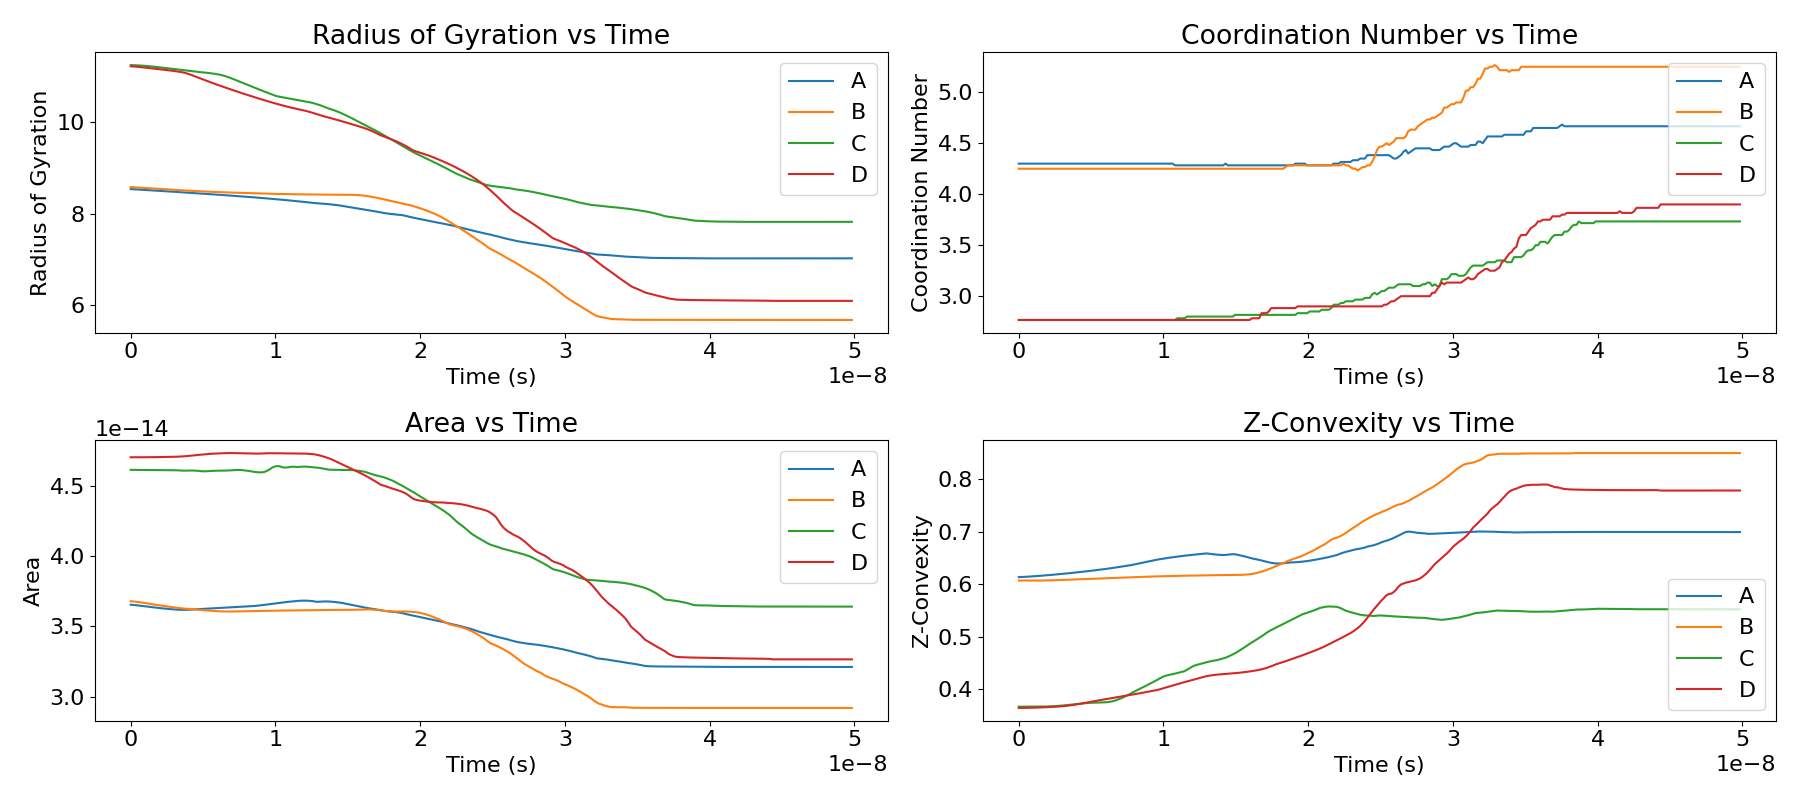 Radius of Gyration vs Time
Radius of Gyration
10
8
6
0 1 2 3 4 5
Time (s)
1e−8
A
B
C
D
Coordination Number vs Time
Coordination Number
5.0
4.5
4.0
3.5
3.0
0 1 2 3 4 5
Time (s)
1e−8
A
B
C
D
Area vs Time
1e−14
Area
4.5
4.0
3.5
3.0
0 1 2 3 4 5
Time (s)
1e−8
A
B
C
D
Z-Convexity vs Time
Z-Convexity
0.8
0.7
0.6
0.5
0.4
0 1 2 3 4 5
Time (s)
1e−8
A
B
C
D